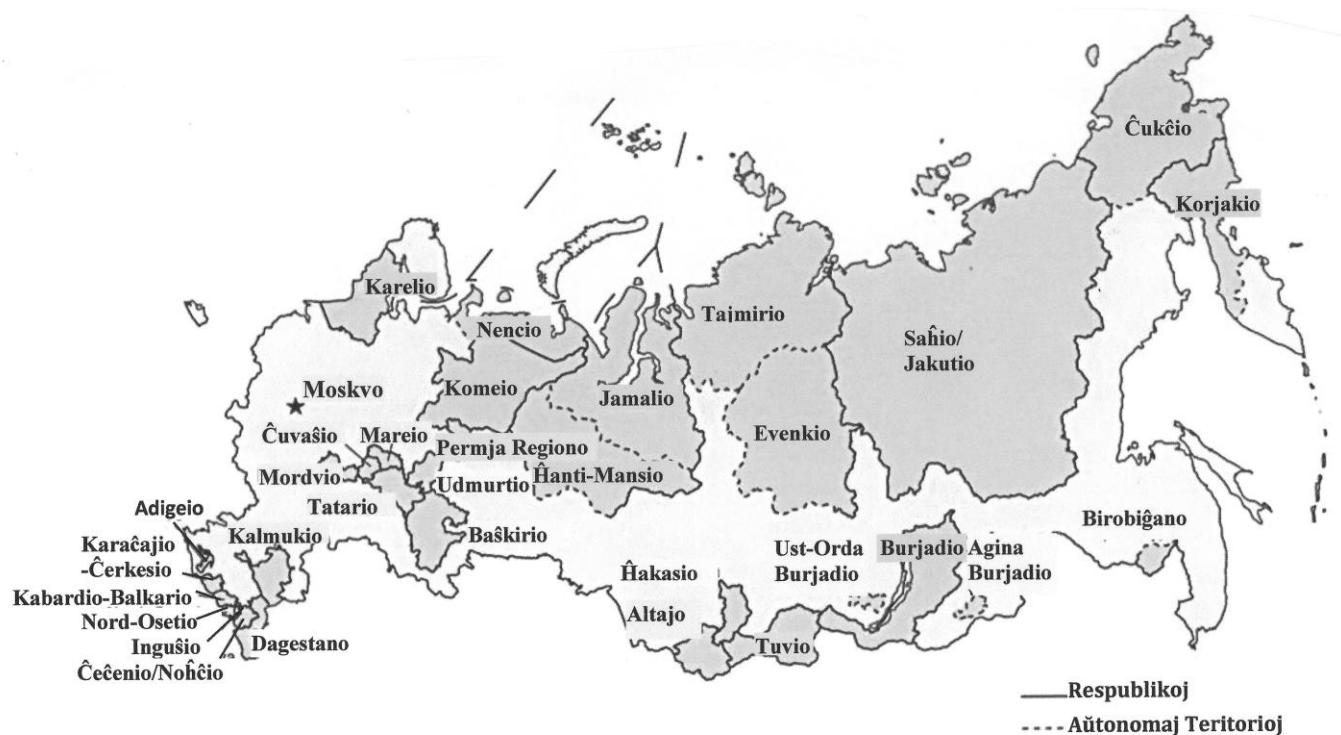 Ĉukĉio
Korjakio
Karelio
Nencio
Tajmirio
Saĥio/
Jakutio
Moskvo
Komeio
Jamalio
Evenkio
Ĉuvaŝio
Mareio
Permja Regiono
Mordvio
Udmurtio
Ĥanti-Mansio
Tatario
Adigeio
Kalmukio
Baŝkirio
Birobiĝano
Karaĉajio
-Ĉerkesio
Ust-Orda
Burjadio
Burjadio
Agina
Burjadio
Ĥakasio
Kabardio-Balkario
Altajo
Nord-Osetio
Inguŝio
Dagestano
Tuvio
Ĉeĉenio/Noĥĉio
Respublikoj
Aŭtonomaj Teritorioj